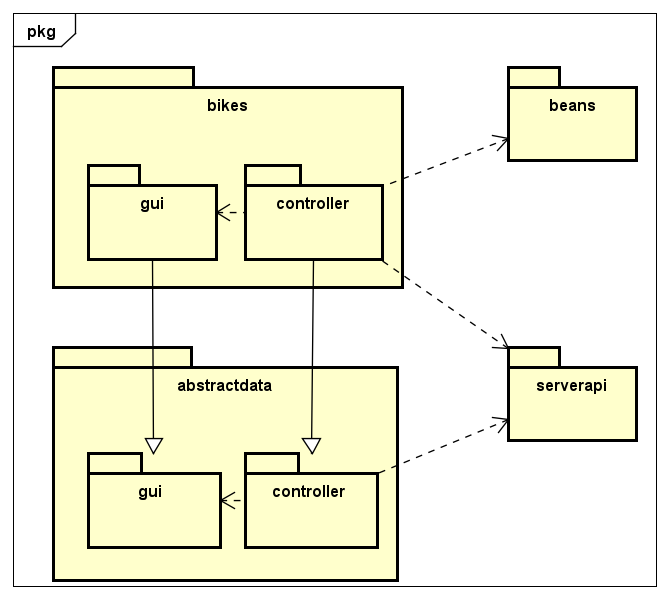 pkg
bikes
beans
gui
controller
abstractdata
serverapi
gui
controller